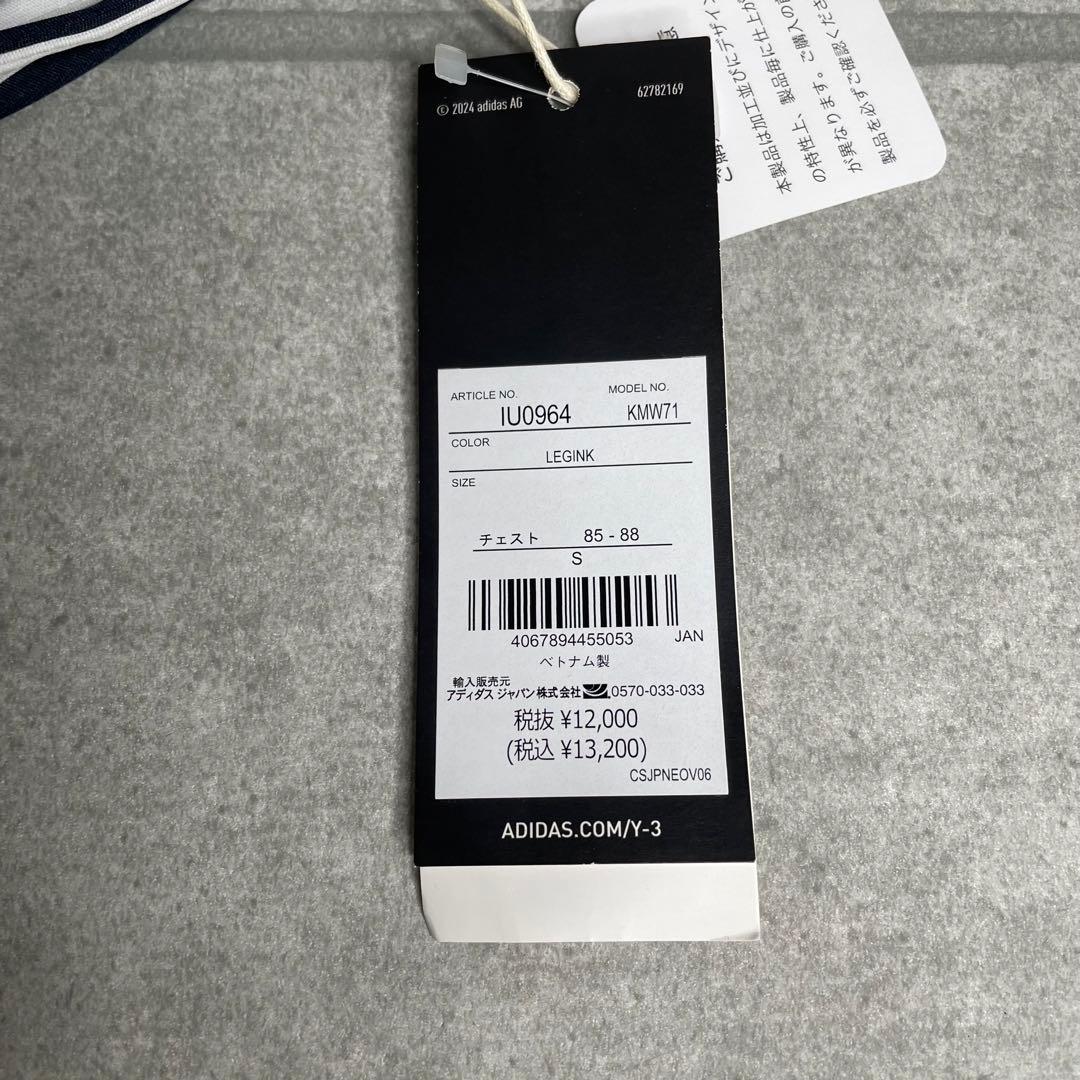 © 2024 adidas AG
62782169
ARTICLE NO.
MODEL NO.
IU0964
KMW71
COLOR
LEGINK
SIZE
チェスト 85 - 88
S
4067894455053 JAN
ベトナム製
輸入販売元
アディダス ジャパン株式会社 0570-033-033
税抜 ¥12,000
(税込 ¥13,200)
CSJPNEOV06
ADIDAS.COM/Y-3
本製品は加工並びにデザイン
の特性上、製品毎に仕上が
が異なります。ご購入の
製品を必ずご確認くださ